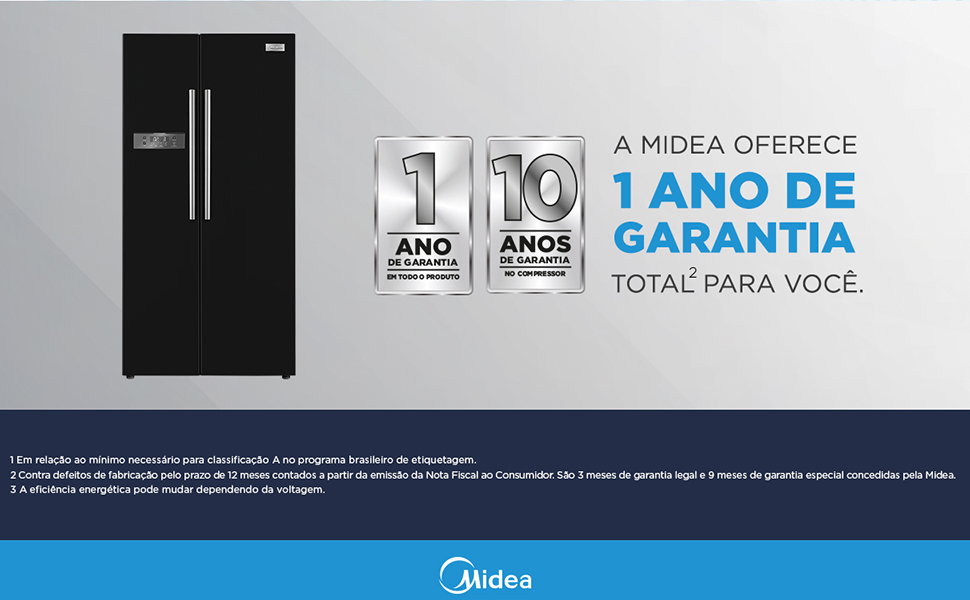 1
ANO
DE GARANTIA
EM TODO O PRODUTO
10
ANOS
DE GARANTIA
NO COMPRESSOR
A MIDEA OFERECE
1 ANO DE
GARANTIA
TOTAL² PARA VOCÊ.
1 Em relação ao mínimo necessário para classificação A no programa brasileiro de etiquetagem.
2 Contra defeitos de fabricação pelo prazo de 12 meses contados a partir da emissão da Nota Fiscal ao Consumidor. São 3 meses de garantia legal e 9 meses de garantia especial concedidas pela Midea.
3 A eficiência energética pode mudar dependendo da voltagem.
Midea